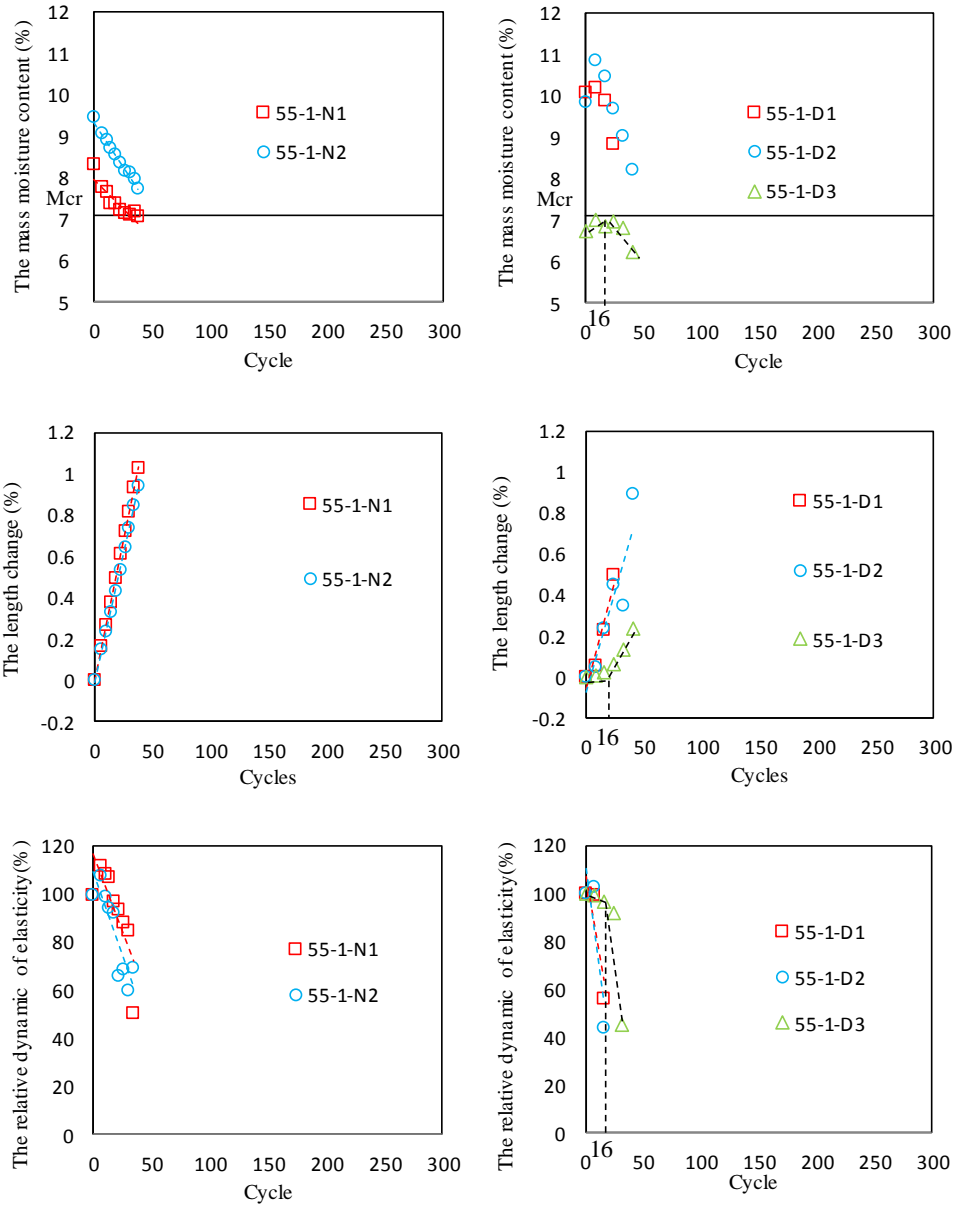 The mass moisture content (%)
12
11
10
9
8
Mcr
7
6
5
55-1-N1
55-1-N2
0 50 100 150 200 250 300
Cycle
The mass moisture content (%)
12
11
10
9
8
Mcr
7
6
5
55-1-D1
55-1-D2
55-1-D3
0 50 100 150 200 250 300
16
Cycle
The length change (%)
1.2
1
0.8
0.6
0.4
0.2
0
-0.2
55-1-N1
55-1-N2
0 50 100 150 200 250 300
Cycles
The length change (%)
1.2
1
0.8
0.6
0.4
0.2
0
-0.2
55-1-D1
55-1-D2
55-1-D3
0 50 100 150 200 250 300
16
Cycles
The relative dynamic of elasticity(%)
120
100
80
60
40
20
0
55-1-N1
55-1-N2
0 50 100 150 200 250 300
Cycle
The relative dynamic of elasticity(%)
120
100
80
60
40
20
0
55-1-D1
55-1-D2
55-1-D3
0 50 100 150 200 250 300
16
Cycle